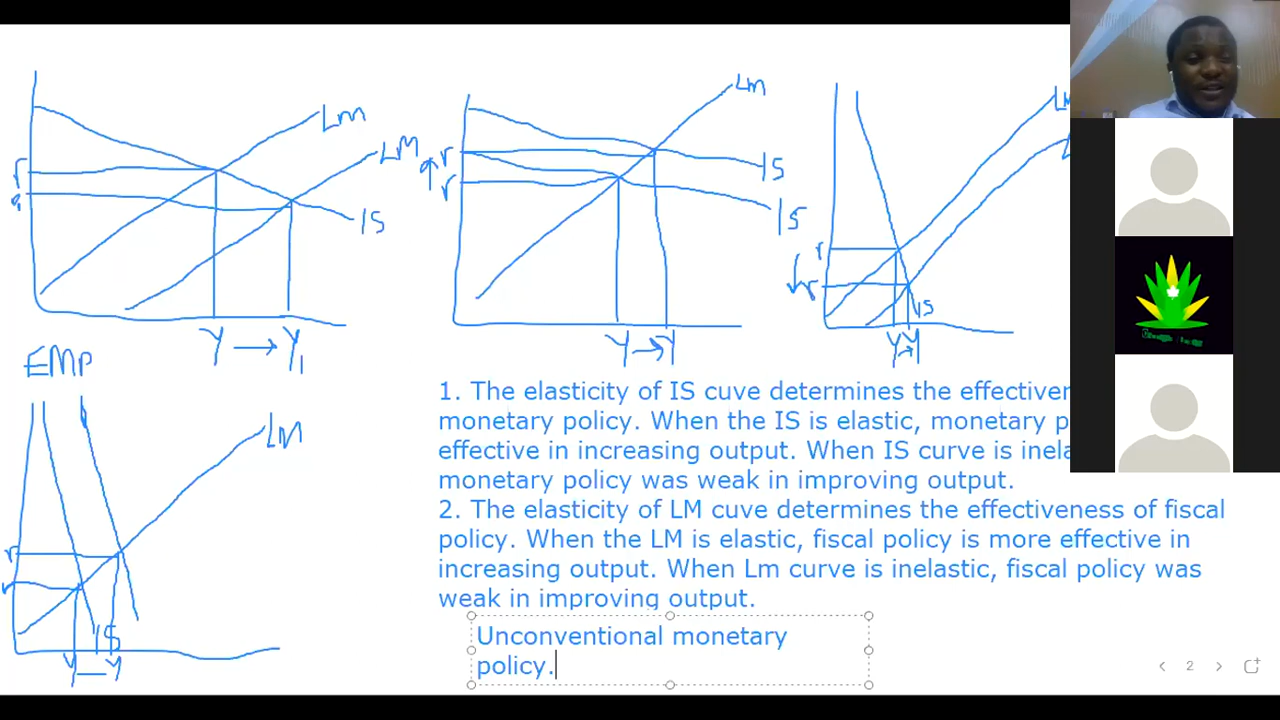 LM
LM
r
r
IS
Y → Y1
LM
r
r
IS
IS
Y → Y
LM
r
r
IS
Y → Y
EMP
LM
r
r
IS
Y — Y
1. The elasticity of IS cuve determines the
monetary policy. When the IS is elastic, monetary
effective in increasing output. When IS curve is
monetary policy was weak in improving output.
2. The elasticity of LM cuve determines the effectiveness of fiscal
policy. When the LM is elastic, fiscal policy is more effective in
increasing output. When Lm curve is inelastic, fiscal policy was
weak in improving output.
Unconventional monetary
policy.
2